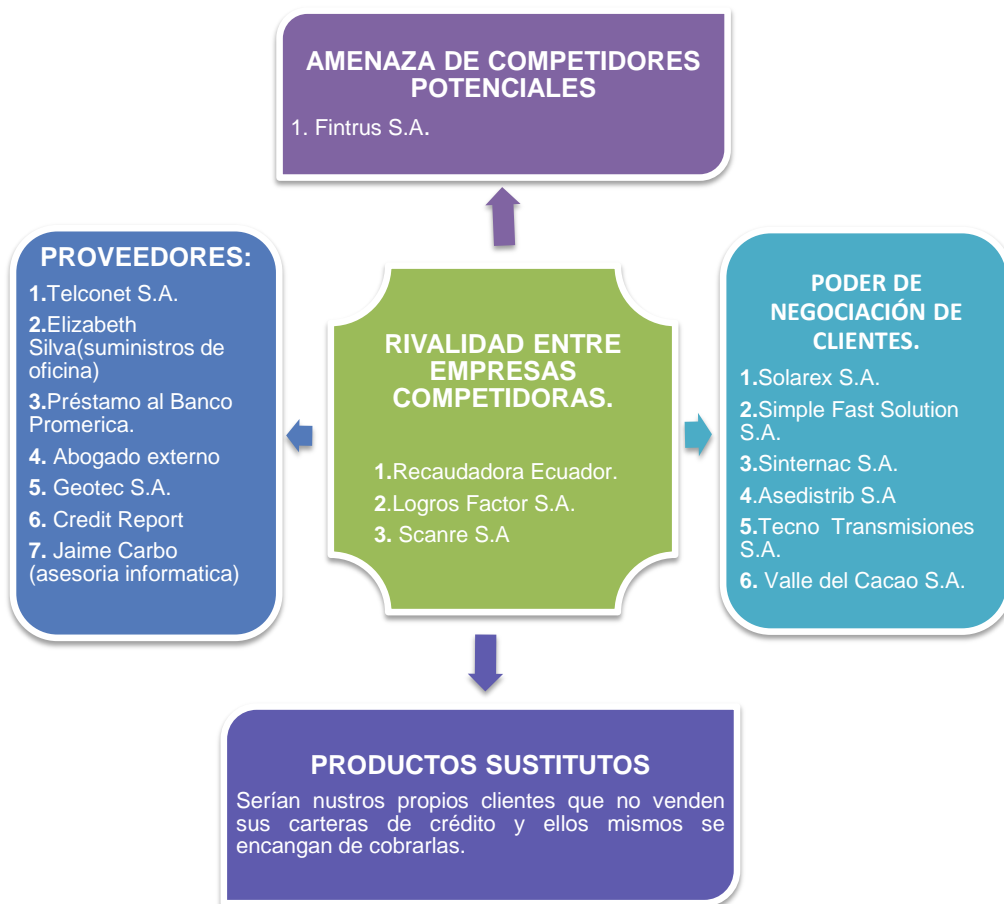 AMENAZA DE COMPETIDORES
POTENCIALES
1. Fintrus S.A.
PROVEEDORES:
1.Telconet S.A.
2.Elizabeth
Silva(suministros de
oficina)
3.Préstamo al Banco
Promerica.
4. Abogado externo
5. Geotec S.A.
6. Credit Report
7. Jaime Carbo
(asesoria informatica)
RIVALIDAD ENTRE
EMPRESAS
COMPETIDORAS.
1.Recaudadora Ecuador.
2.Logros Factor S.A.
3. Scanre S.A
PODER DE
NEGOCIACIÓN DE
CLIENTES.
1.Solarex S.A.
2.Simple Fast Solution
S.A.
3.Sinternac S.A.
4.Asedistrib S.A
5.Tecno Transmisiones
S.A.
6. Valle del Cacao S.A.
PRODUCTOS SUSTITUTOS
Serían nustros propios clientes que no venden
sus carteras de crédito y ellos mismos se
encangan de cobrarlas.